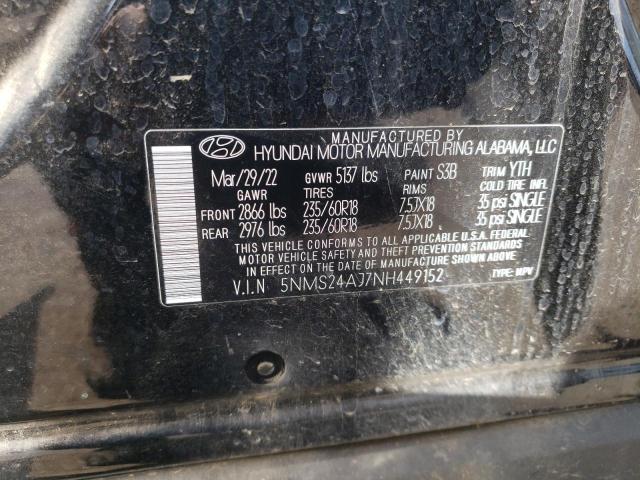 MANUFACTURED BY
HYUNDAI MOTOR MANUFACTURING ALABAMA, LLC
Mar/29/22 GVWR 5137 lbs PAINT S3B TRIM YTH
GAWR TIRES RIMS COLD TIRE INFL
FRONT 2866 lbs 235/60R18 7.5JX18 35 psi SINGLE
REAR 2976 lbs 235/60R18 7.5JX18 35 psi SINGLE
THIS VEHICLE CONFORMS TO ALL APPLICABLE U.S.A. FEDERAL
MOTOR VEHICLE SAFETY AND THEFT PREVENTION STANDARDS
IN EFFECT ON THE DATE OF MANUFACTURE SHOWN ABOVE.
V.I.N 5NMS24AJ7NH449152 TYPE: MPV